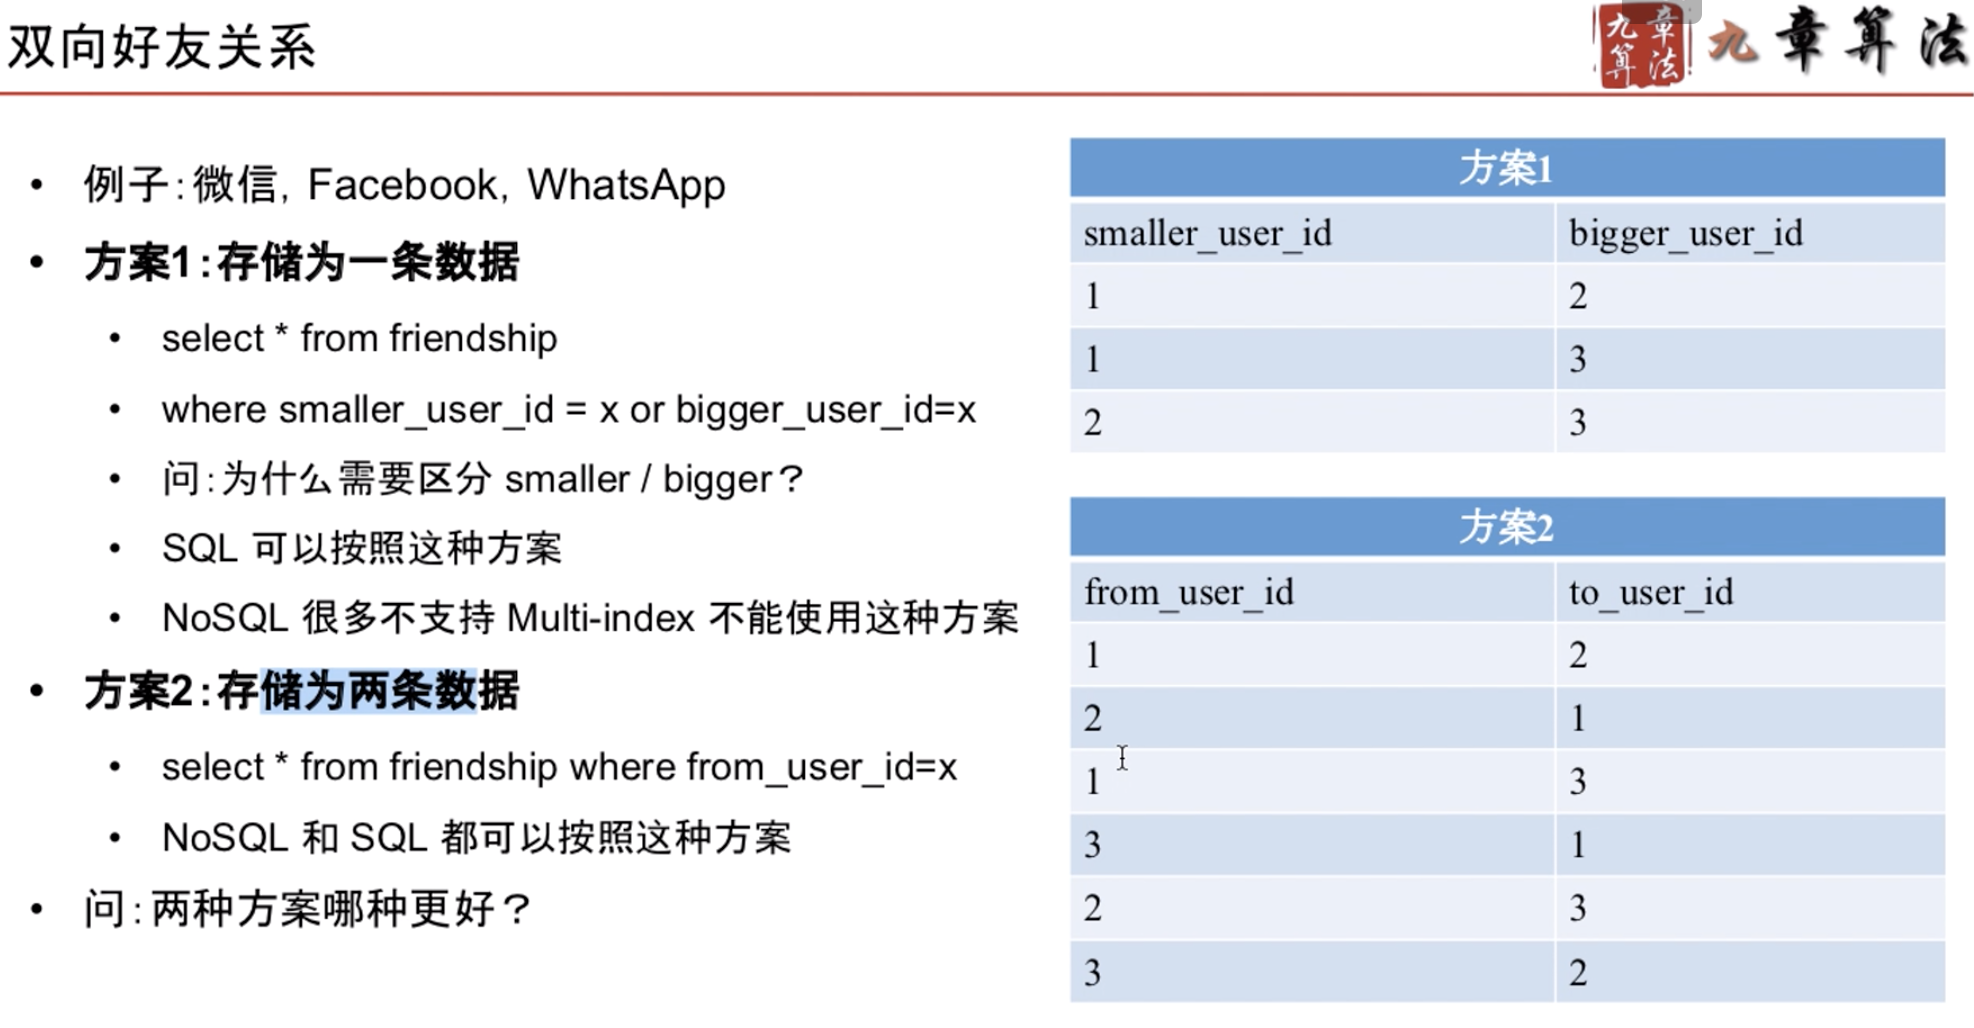 双向好友关系
九章算法
九章算法
• 例子：微信，Facebook，WhatsApp
• 方案1：存储为一条数据
• select * from friendship
• where smaller_user_id = x or bigger_user_id=x
• 问：为什么需要区分 smaller / bigger？
• SQL 可以按照这种方案
• NoSQL 很多不支持 Multi-index 不能使用这种方案
• 方案2：存储为两条数据
• select * from friendship where from_user_id=x
• NoSQL 和 SQL 都可以按照这种方案
• 问：两种方案哪种更好？
方案1
smaller_user_id bigger_user_id
1 2
1 3
2 3
方案2
from_user_id to_user_id
1 2
2 1
1 3
3 1
2 3
3 2